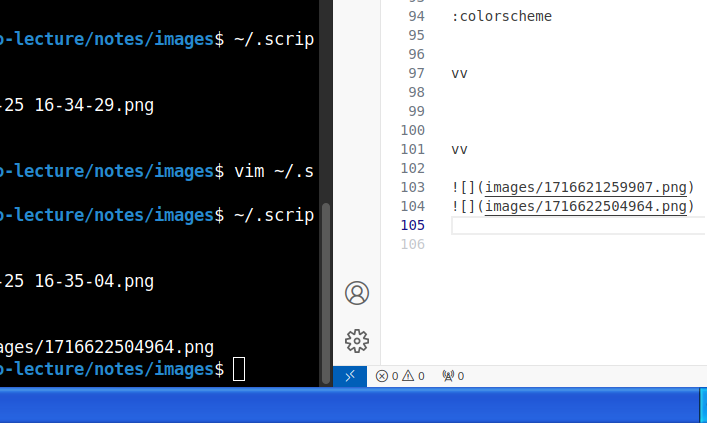 o-lecture/notes/images$ ~/.scrip
-25 16-34-29.png
o-lecture/notes/images$ vim ~/.s
o-lecture/notes/images$ ~/.scrip
-25 16-35-04.png
ages/1716622504964.png
o-lecture/notes/images$
94 :colorscheme
95
96
97 vv
98
99
100
101 vv
102
103 ![](images/1716621259907.png)
104 ![](images/1716622504964.png)
105
106
0 0 0